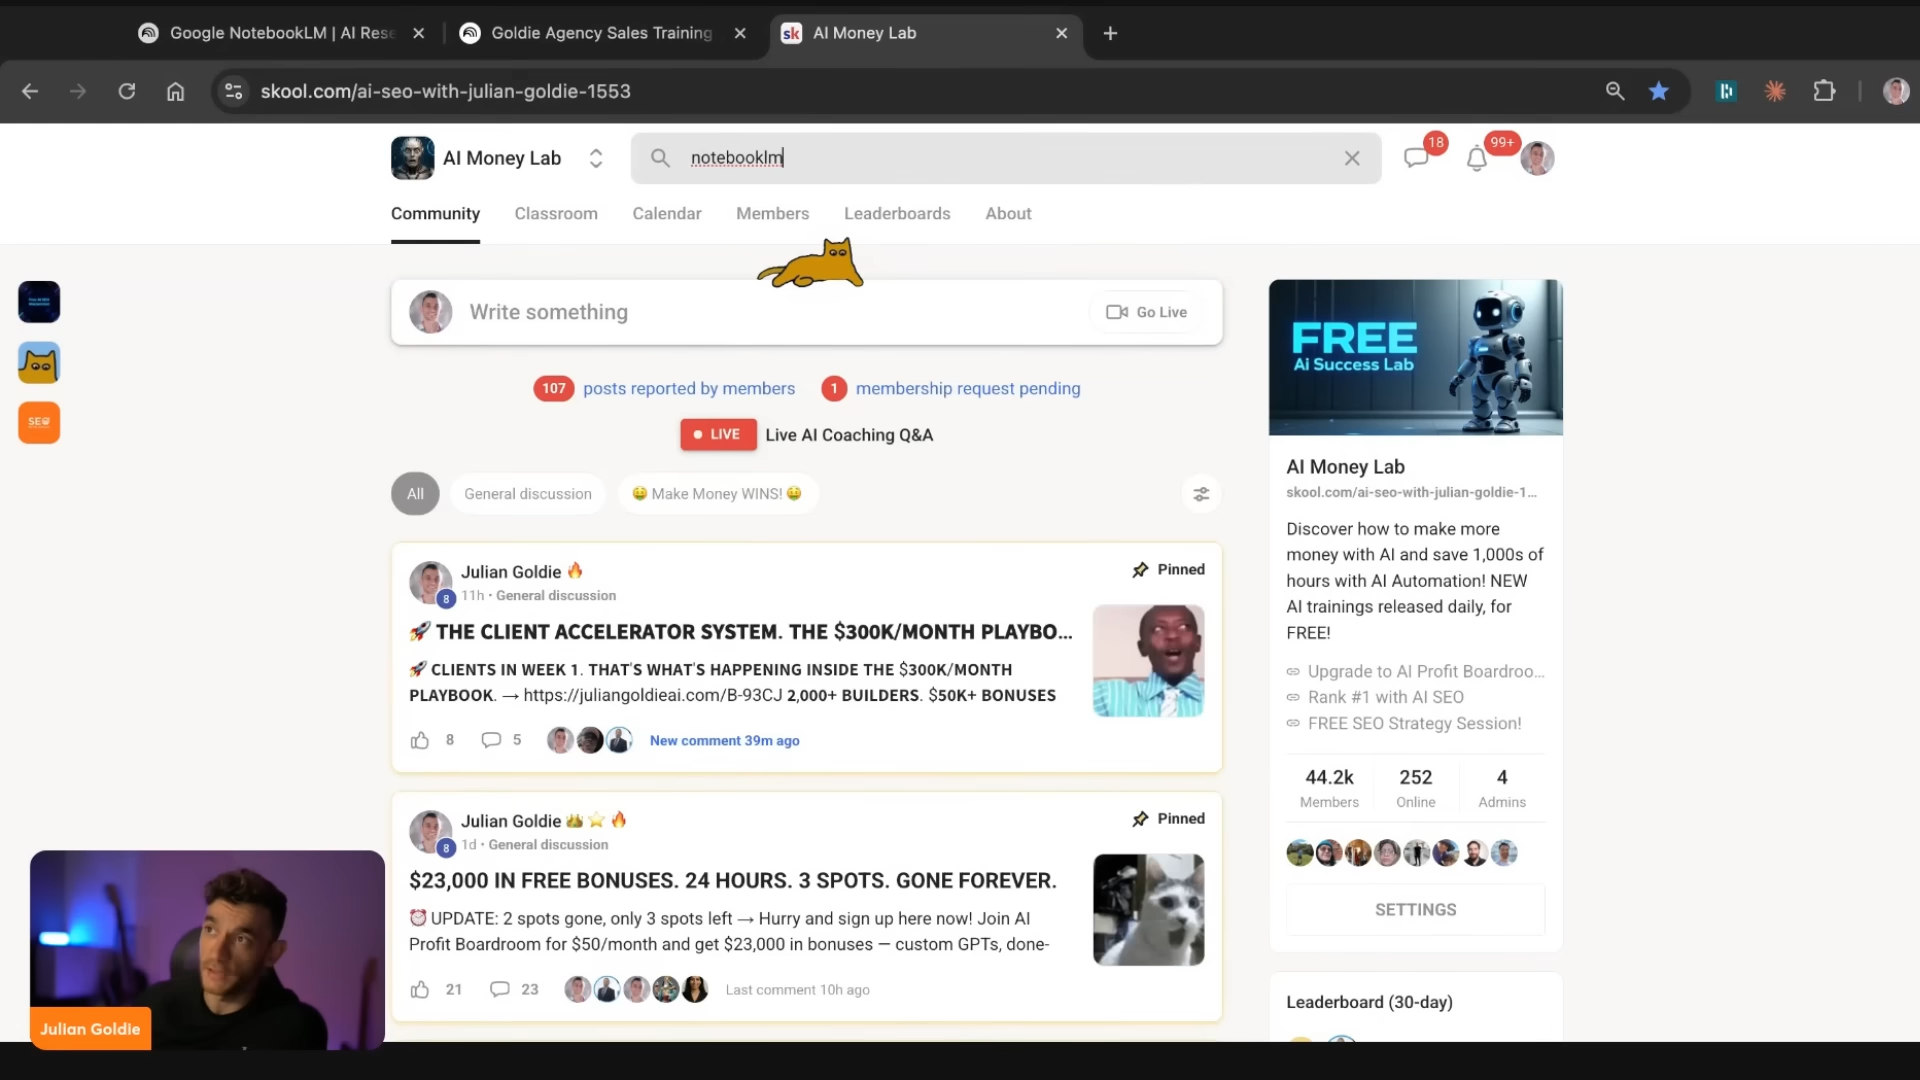 Google NotebookLM | AI Rese
Goldie Agency Sales Training
sk AI Money Lab
skool.com/ai-seo-with-julian-goldie-1553
AI Money Lab
notebooklm
18
99+
Community
Classroom
Calendar
Members
Leaderboards
About
Write something
Go Live
107 posts reported by members
1 membership request pending
LIVE Live AI Coaching Q&A
All
General discussion
🤑 Make Money WINS! 🤑
Julian Goldie 🔥
Pinned
8
11h • General discussion
🚀 THE CLIENT ACCELERATOR SYSTEM. THE $300K/MONTH PLAYBO...
🚀 CLIENTS IN WEEK 1. THAT'S WHAT'S HAPPENING INSIDE THE $300K/MONTH
PLAYBOOK. → https://juliangoldieai.com/B-93CJ 2,000+ BUILDERS. $50K+ BONUSES
8
5
New comment 39m ago
Julian Goldie 👑 ⭐ 🔥
Pinned
8
1d • General discussion
$23,000 IN FREE BONUSES. 24 HOURS. 3 SPOTS. GONE FOREVER.
⏰ UPDATE: 2 spots gone, only 3 spots left → Hurry and sign up here now! Join AI
Profit Boardroom for $50/month and get $23,000 in bonuses — custom GPTs, done-
21
23
Last comment 10h ago
FREE
Ai Success Lab
AI Money Lab
skool.com/ai-seo-with-julian-goldie-1...
Discover how to make more
money with AI and save 1,000s of
hours with AI Automation! NEW
AI trainings released daily, for
FREE!
Upgrade to AI Profit Boardroo...
Rank #1 with AI SEO
FREE SEO Strategy Session!
44.2k
Members
252
Online
4
Admins
SETTINGS
Leaderboard (30-day)
SEO
Julian Goldie